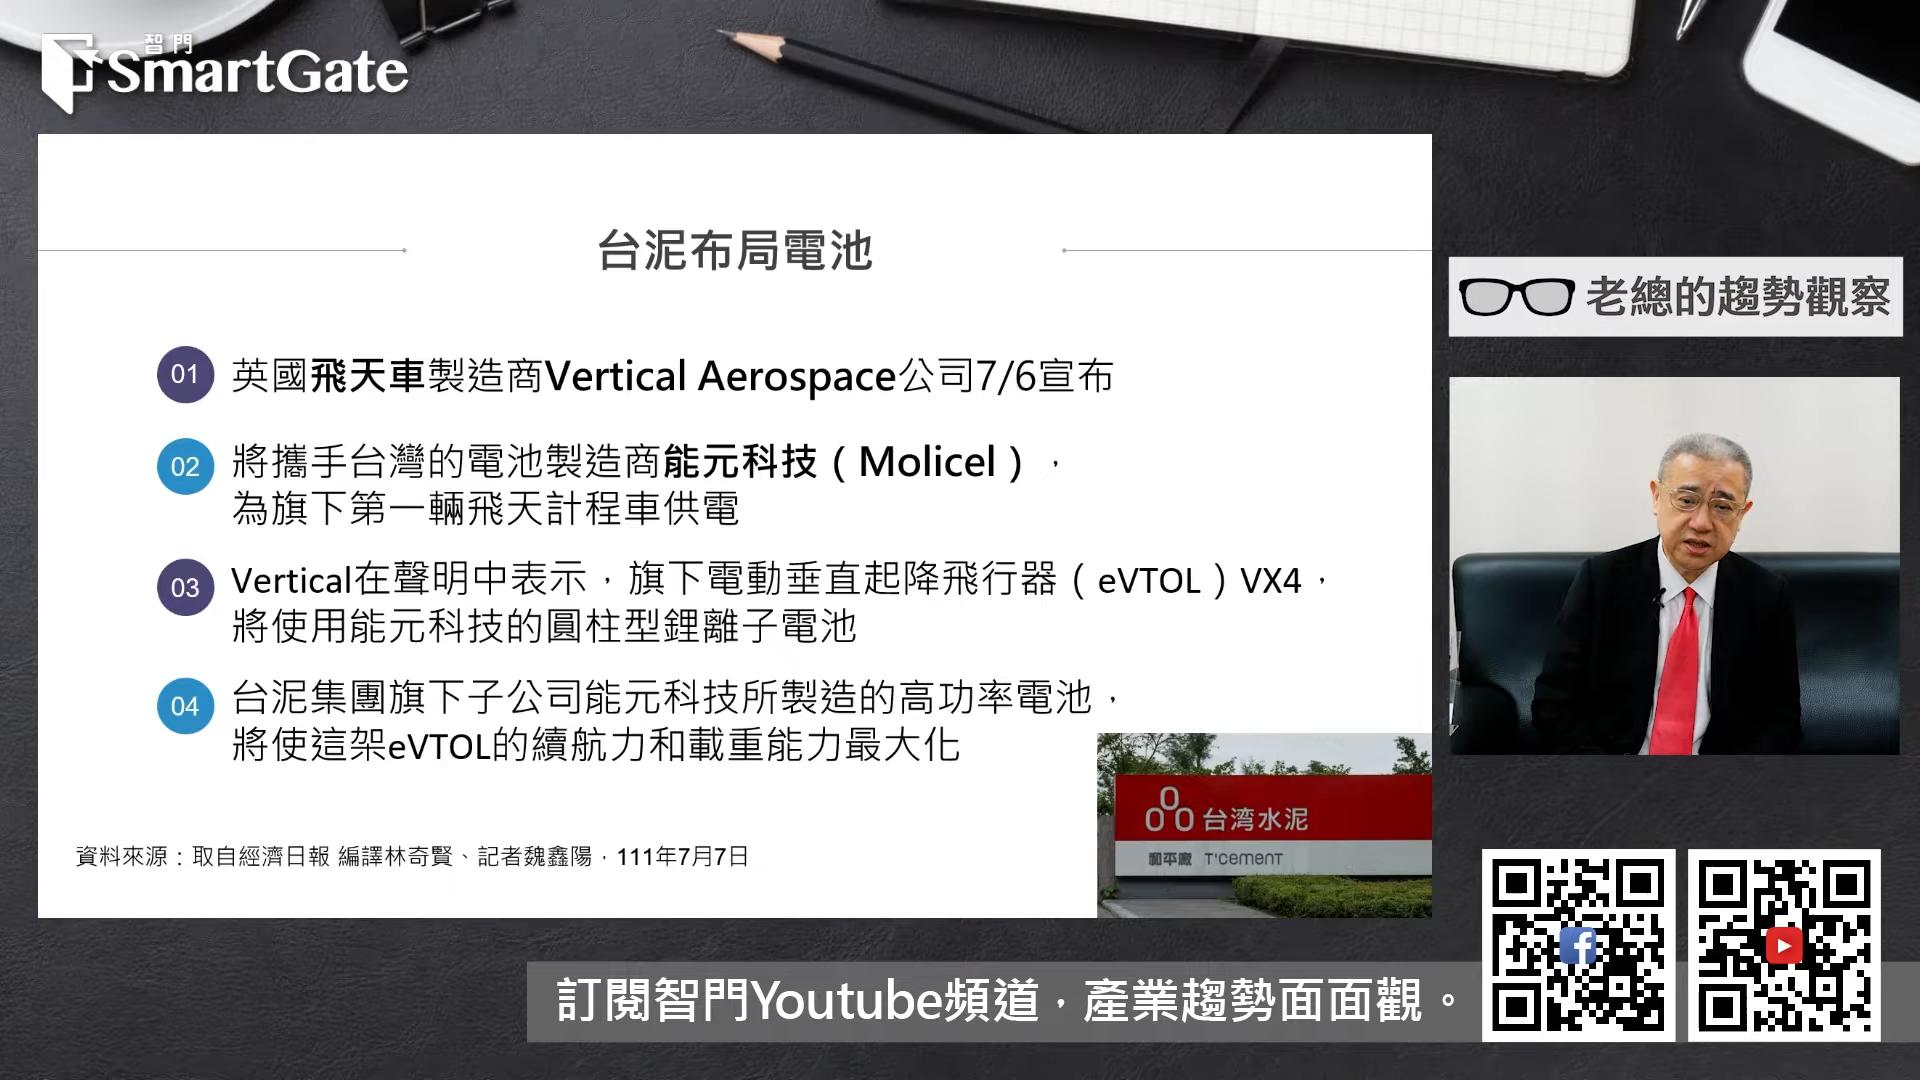 智門
SmartGate
台泥布局電池
01 英國飛天車製造商Vertical Aerospace公司7/6宣布
02 將攜手台灣的電池製造商能元科技（Molicel），
為旗下第一輛飛天計程車供電
03 Vertical在聲明中表示，旗下電動垂直起降飛行器（eVTOL）VX4，
將使用能元科技的圓柱型鋰離子電池
04 台泥集團旗下子公司能元科技所製造的高功率電池，
將使這架eVTOL的續航力和載重能力最大化
台湾水泥
和平廠 T'cement
資料來源：取自經濟日報 編譯林奇賢、記者魏鑫陽，111年7月7日
老總的趨勢觀察
訂閱智門Youtube頻道，產業趨勢面面觀。